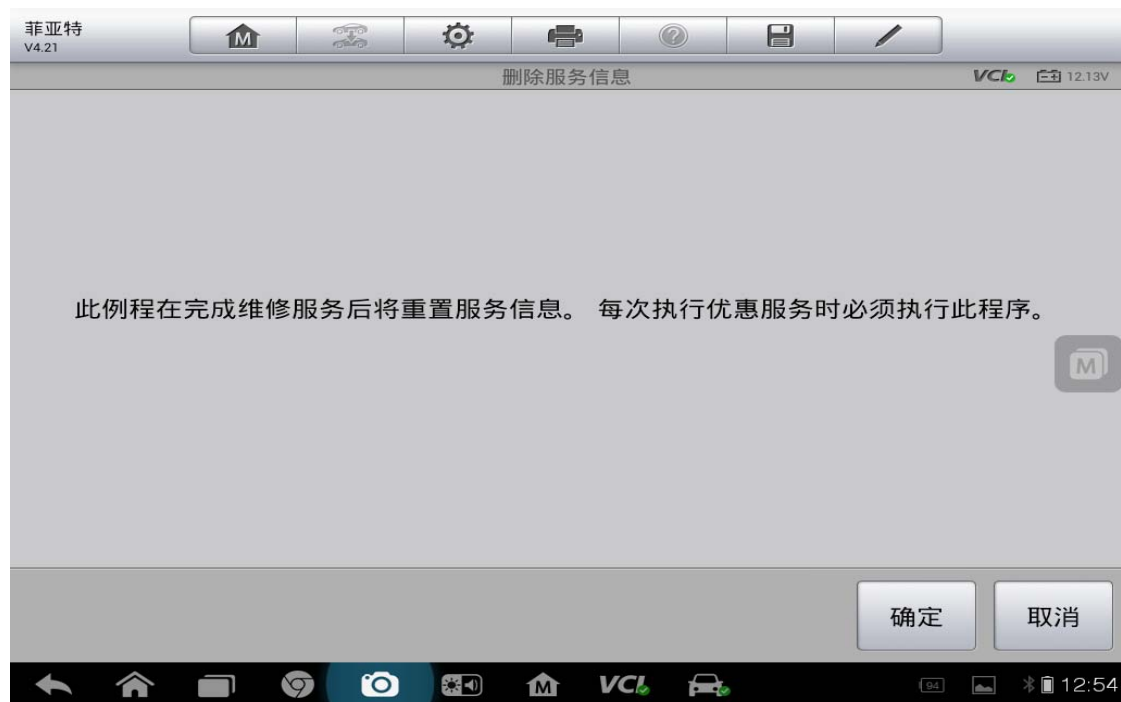 菲亚特
V4.21
M
删除服务信息
VCI 12.13V
此例程在完成维修服务后将重置服务信息。 每次执行优惠服务时必须执行此程序。
M
确定 取消
M VCI 94 12:54